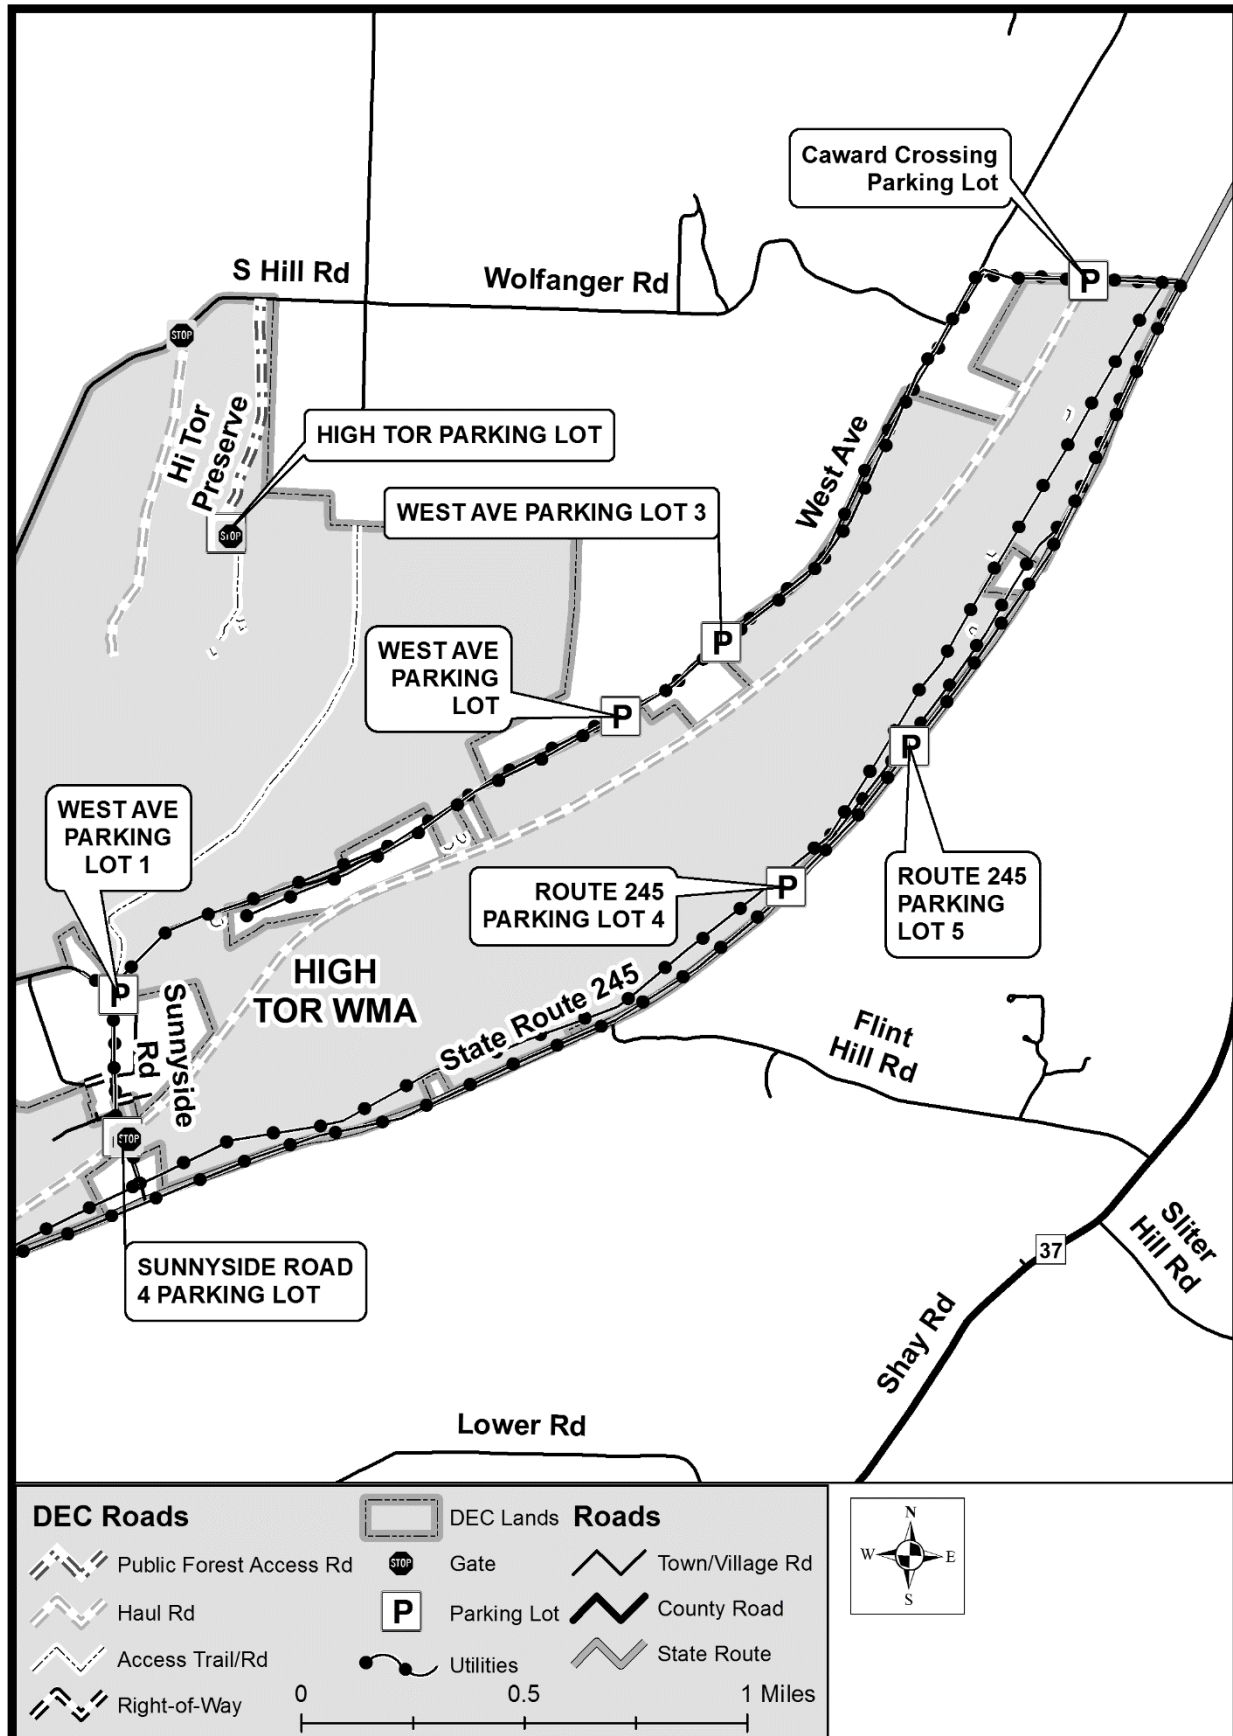 Caward Crossing
Parking Lot
S Hill Rd
Wolfanger Rd
STOP
Hi Tor
Preserve
HIGH TOR PARKING LOT
STOP
West Ave
WEST AVE PARKING LOT 3
P
P
WEST AVE
PARKING
LOT
P
P
WEST AVE
PARKING
LOT 1
ROUTE 245
PARKING LOT 4
P
ROUTE 245
PARKING
LOT 5
HIGH
TOR WMA
P
Sunnyside
Rd
State Route 245
Flint
Hill Rd
STOP
SUNNYSIDE ROAD
4 PARKING LOT
37
Sliter
Hill Rd
Shay Rd
Lower Rd
DEC Roads
Public Forest Access Rd
Haul Rd
Access Trail/Rd
Right-of-Way
DEC Lands
STOP Gate
P Parking Lot
Utilities
Roads
Town/Village Rd
County Road
State Route
0 0.5 1 Miles
N
W E
S